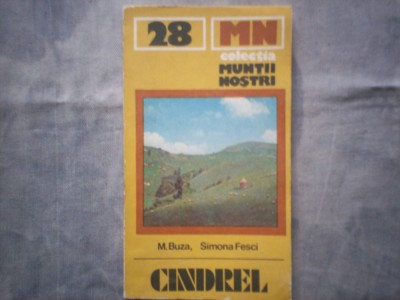 28 MN
colecția
MUNȚII
NOȘTRI
M. Buza, Simona Fesci
CINDREL